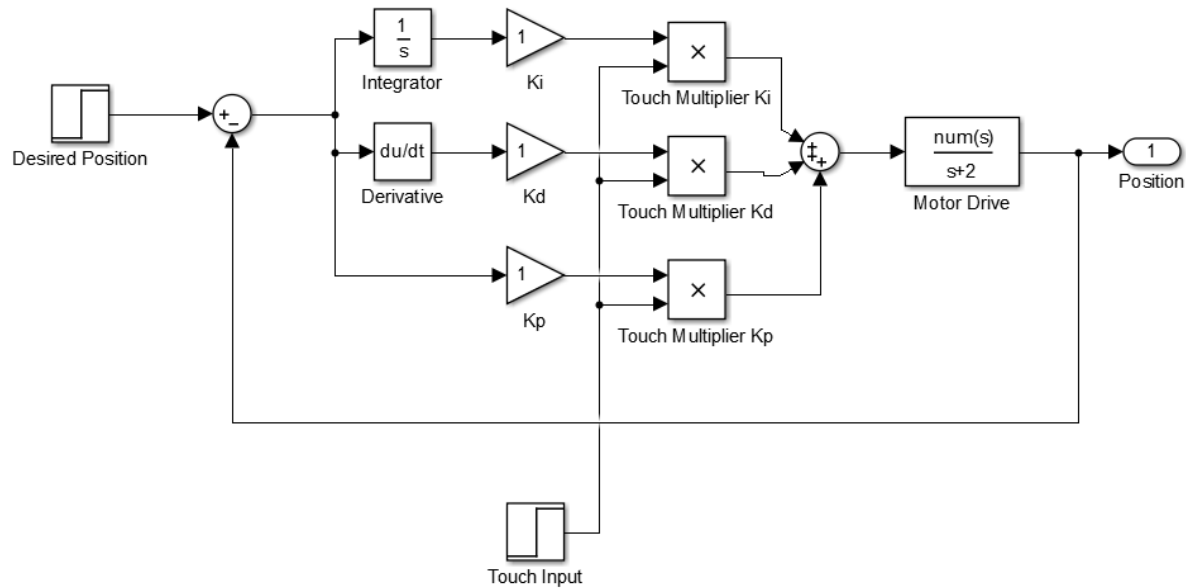 1
s
Integrator
1
Ki
×
Touch Multiplier Ki
Desired Position
+
−
du/dt
Derivative
1
Kd
×
Touch Multiplier Kd
+
+
+
num(s)
s+2
Motor Drive
1
Position
1
Kp
×
Touch Multiplier Kp
Touch Input